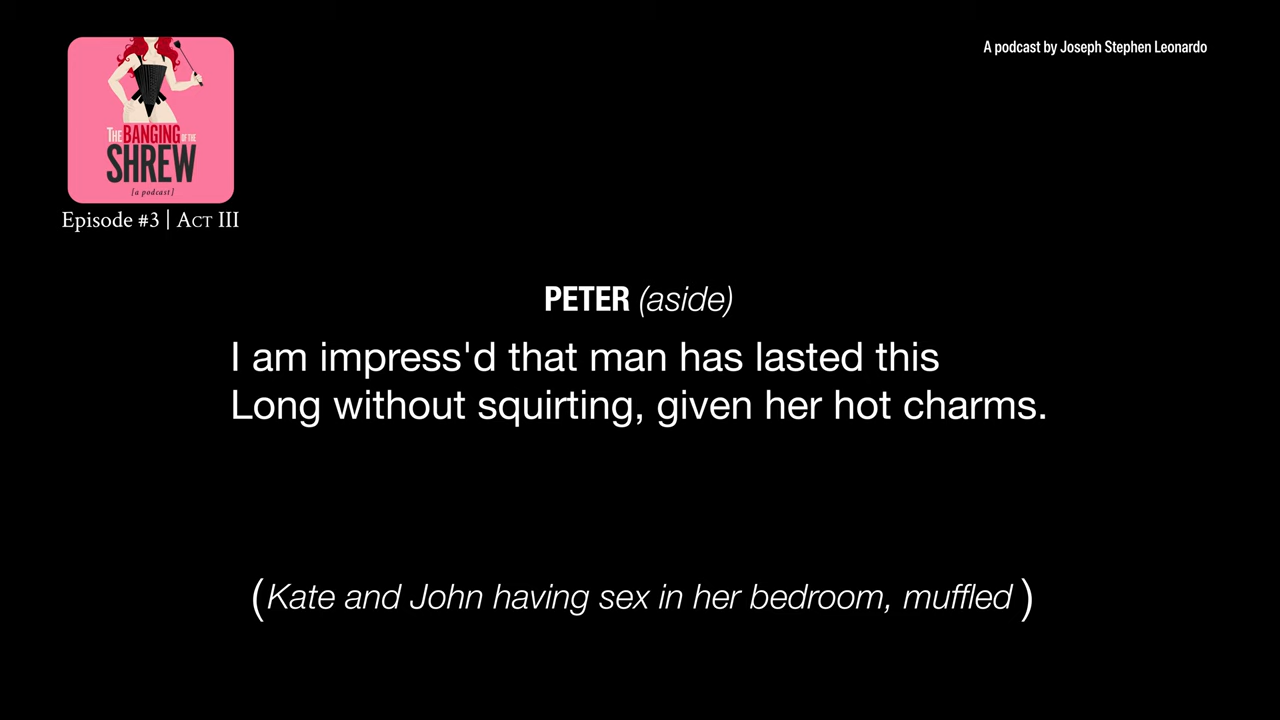 A podcast by Joseph Stephen Leonardo
THE BANGING OF THE
SHREW
[a podcast]
Episode #3 | ACT III
PETER (aside)
I am impress'd that man has lasted this
Long without squirting, given her hot charms.
(Kate and John having sex in her bedroom, muffled )